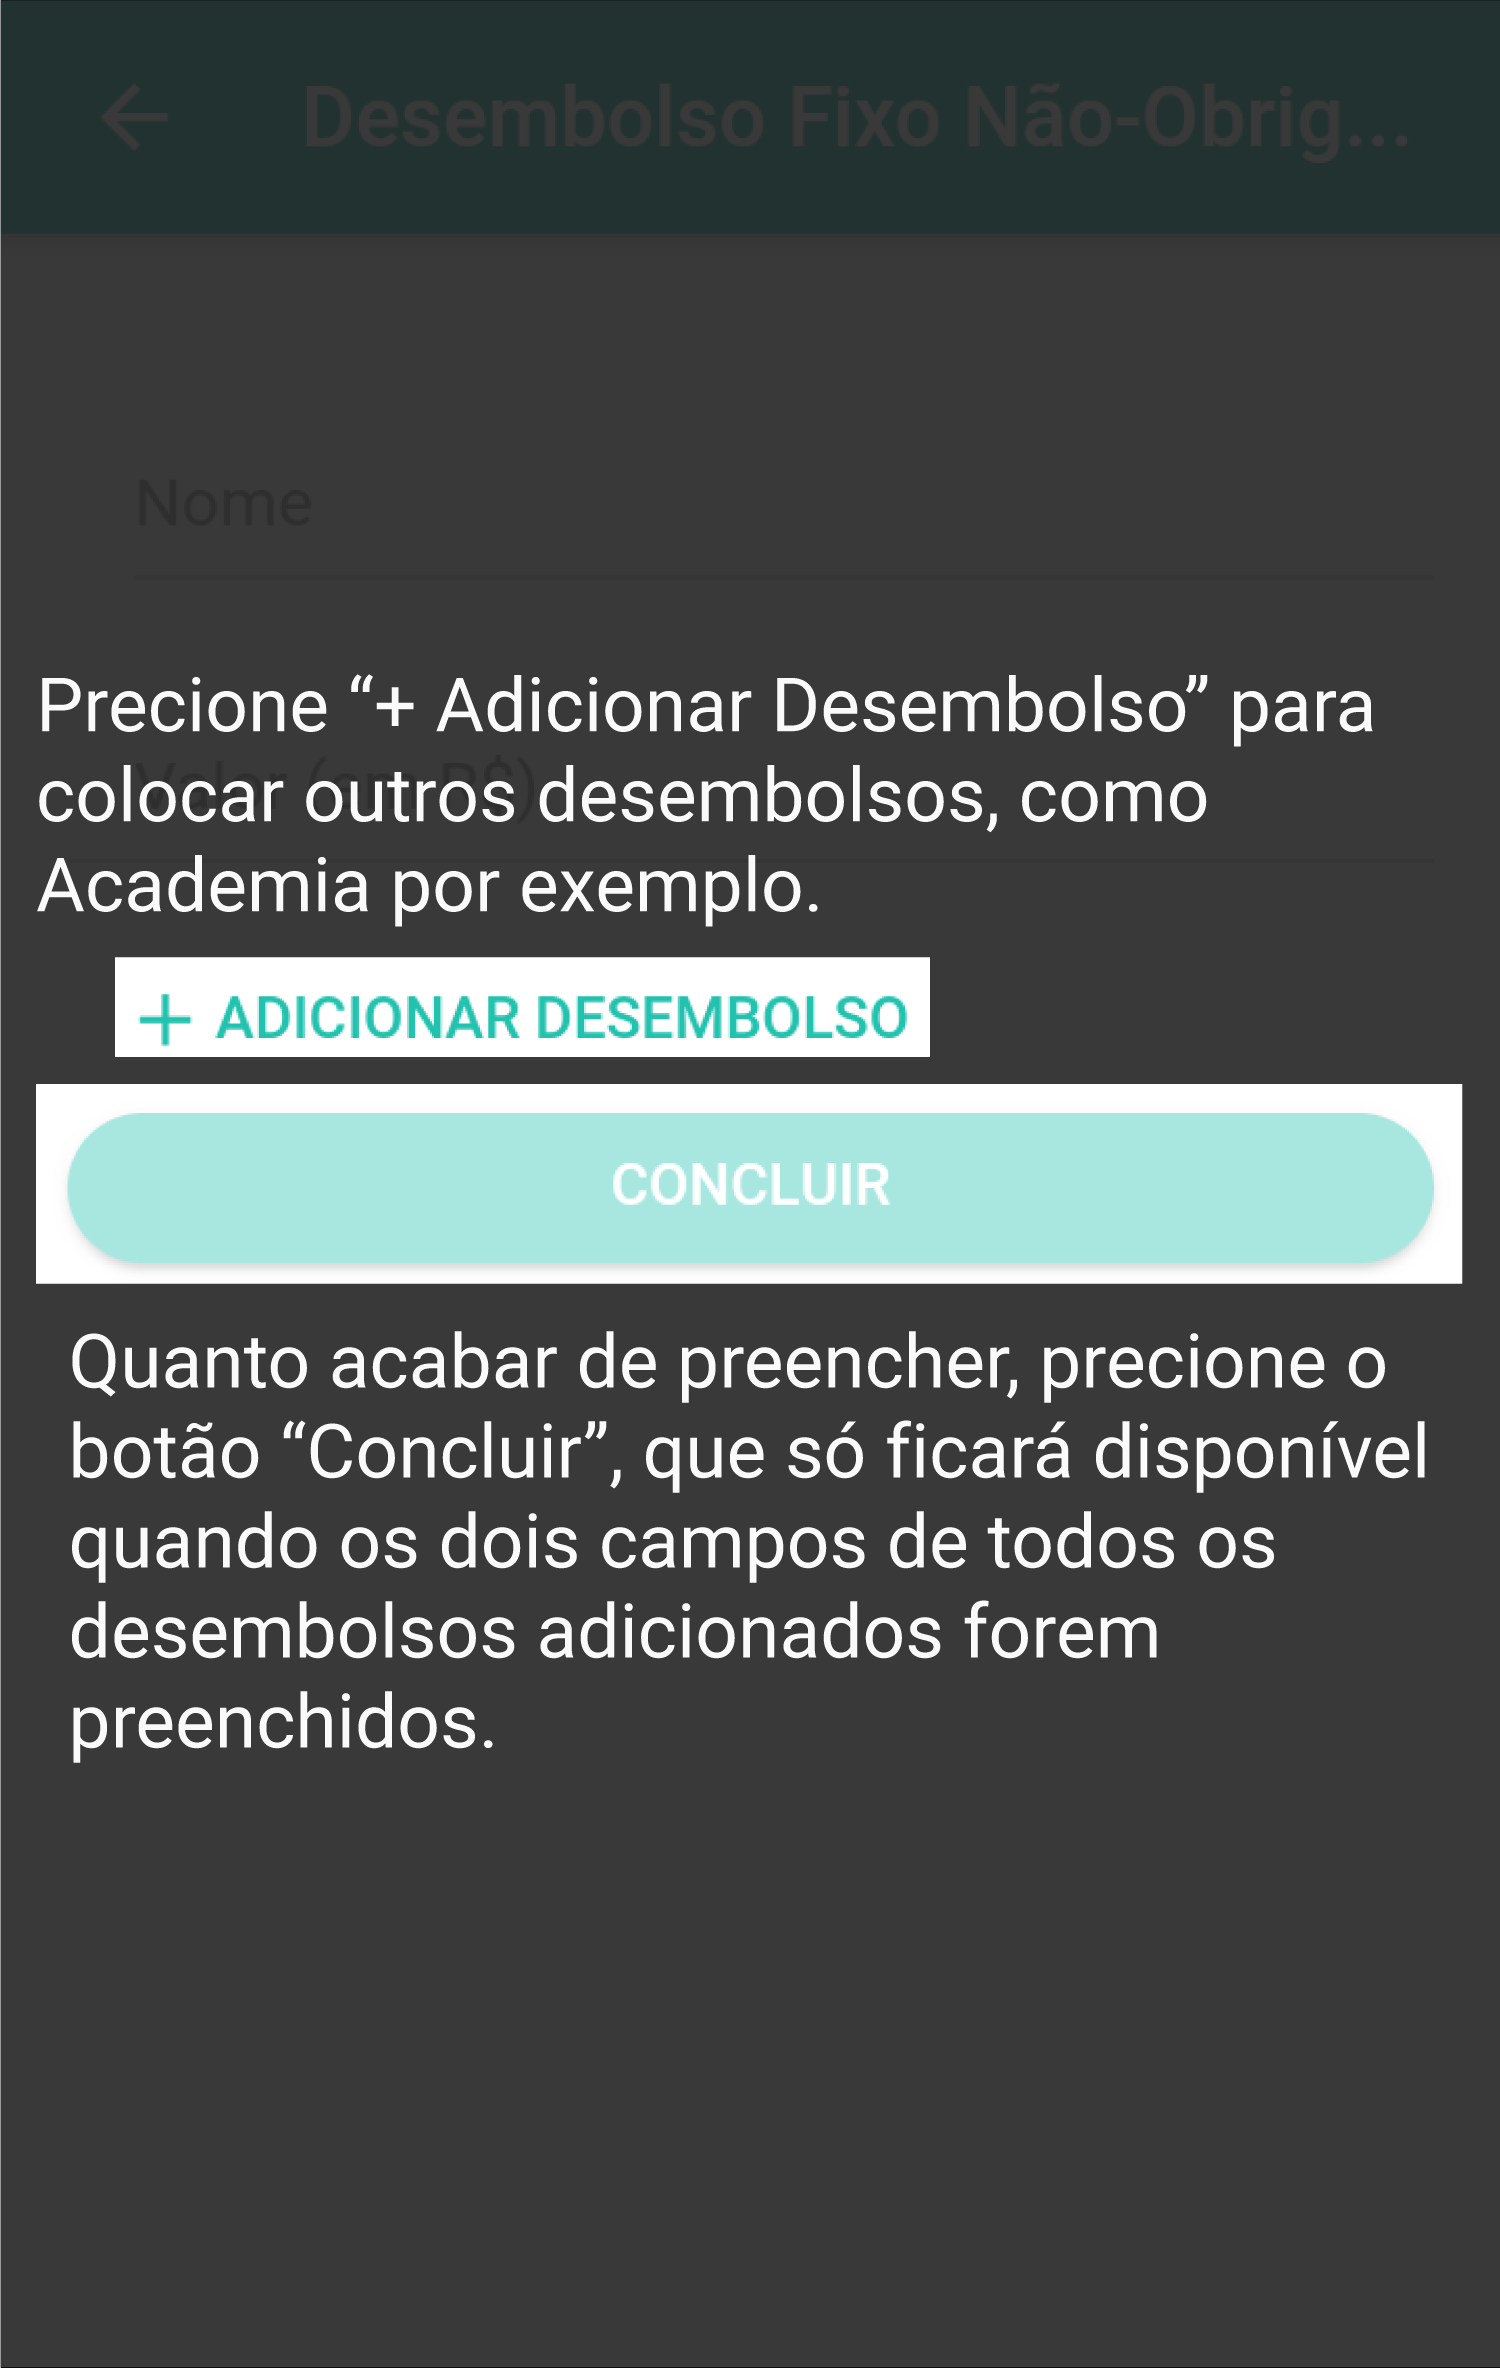 Desembolso Fixo Não-Obrig...
Nome
Precione “+ Adicionar Desembolso” para
Valor (em R$)
colocar outros desembolsos, como
Academia por exemplo.
+ ADICIONAR DESEMBOLSO
CONCLUIR
Quanto acabar de preencher, precione o
botão “Concluir”, que só ficará disponível
quando os dois campos de todos os
desembolsos adicionados forem
preenchidos.